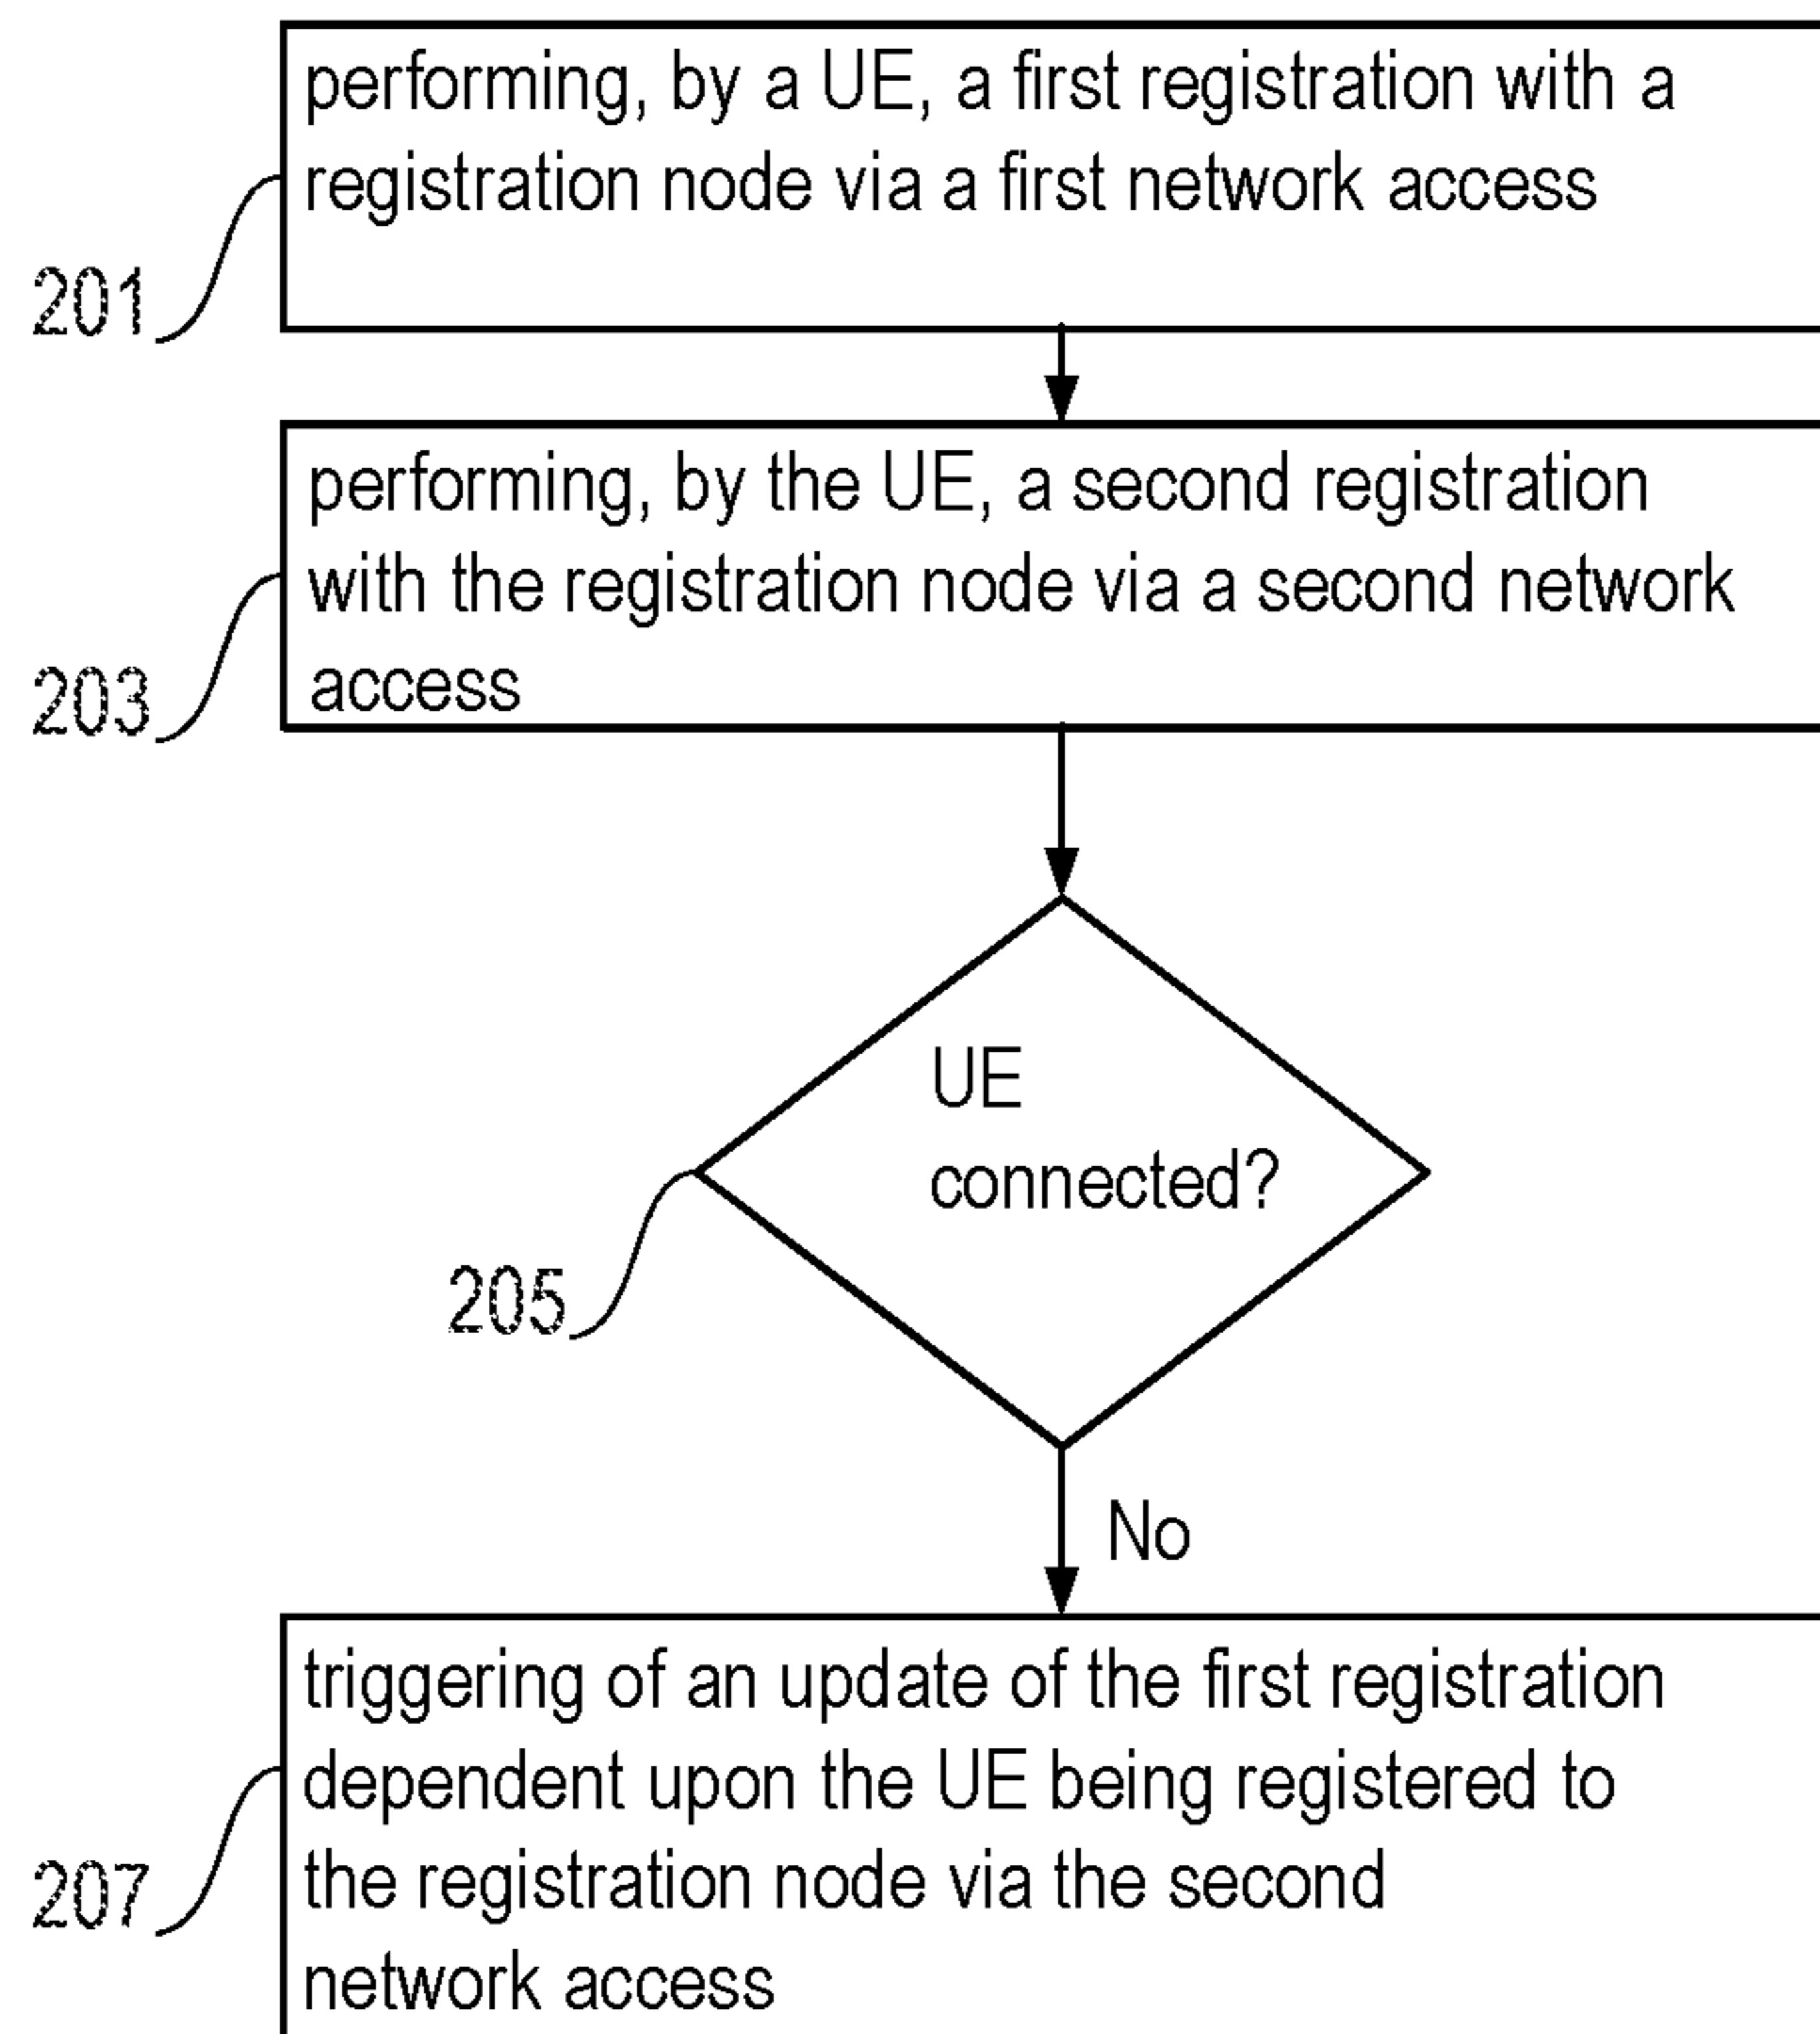 performing, by a UE, a first registration with a
registration node via a first network access
201
performing, by the UE, a second registration
with the registration node via a second network
access
203
UE
connected?
205
No
triggering of an update of the first registration
dependent upon the UE being registered to
the registration node via the second
network access
207